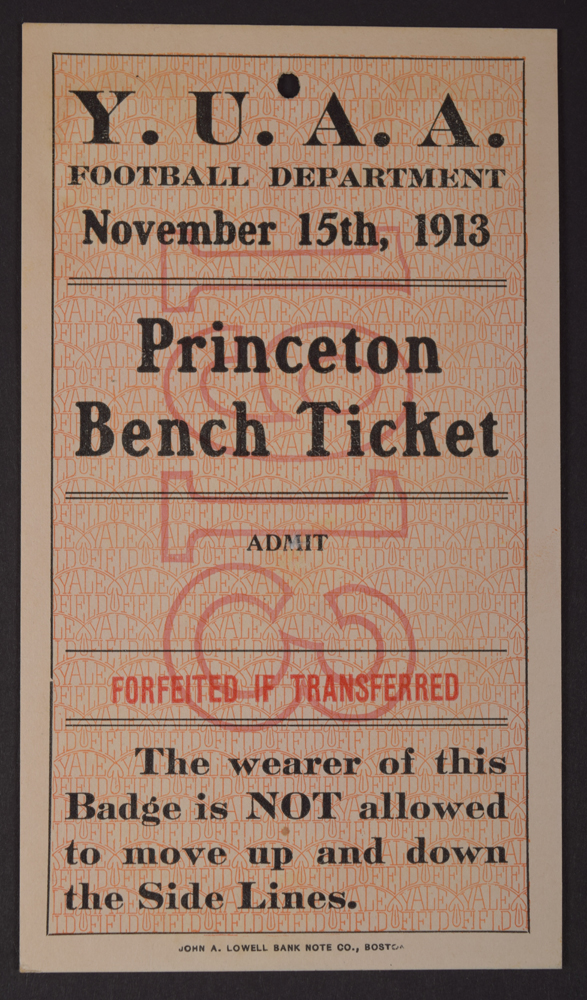 Y. U. A. A.
FOOTBALL DEPARTMENT
November 15th, 1913
Princeton
Bench Ticket
ADMIT
FORFEITED IF TRANSFERRED
The wearer of this
Badge is NOT allowed
to move up and down
the Side Lines.
JOHN A. LOWELL BANK NOTE CO., BOSTON
1913